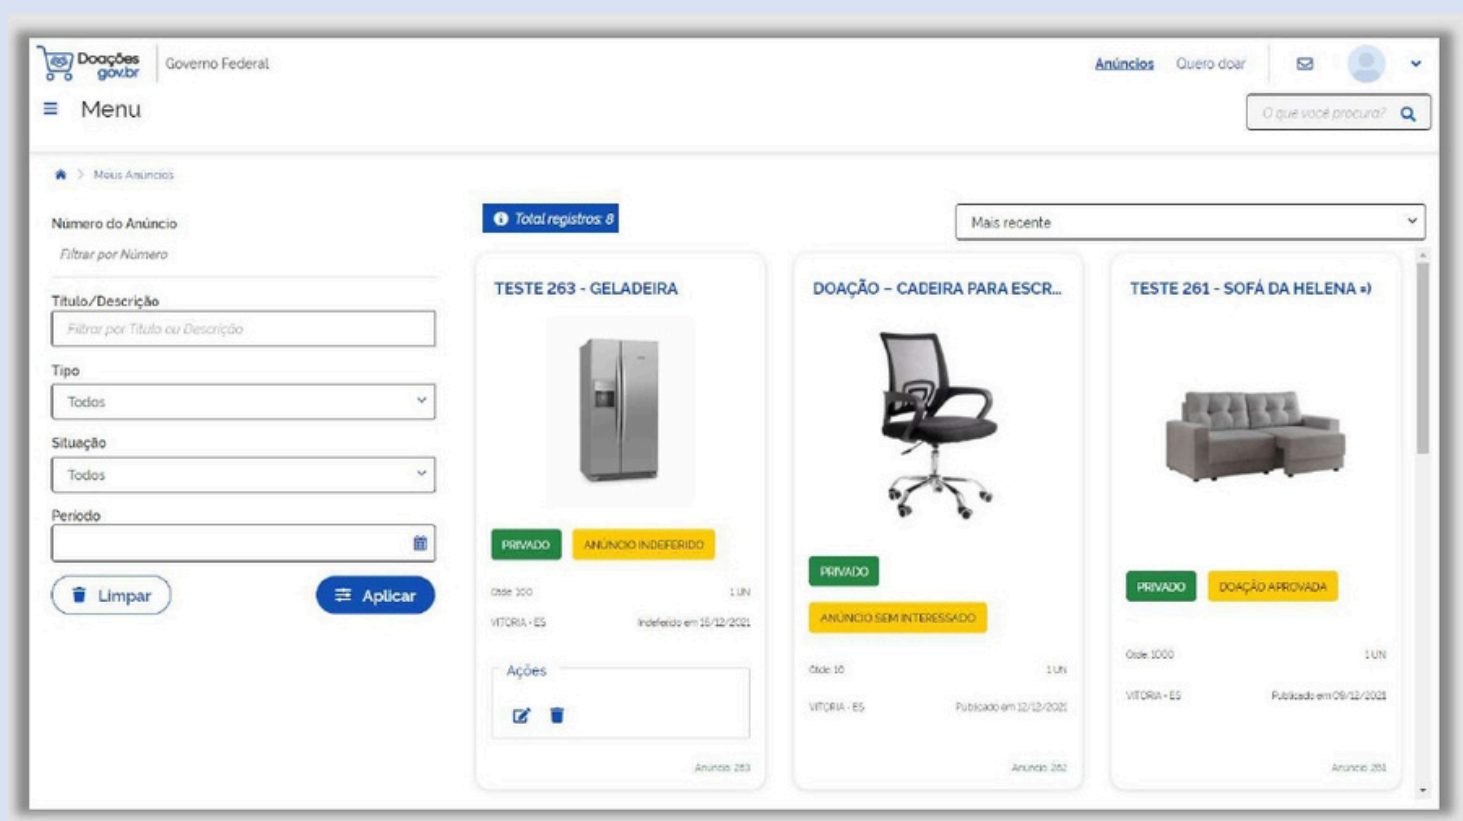 Doações
gov.br
Governo Federal
Anúncios Quero doar
Menu
O que você procura?
Meus Anúncios
Número do Anúncio
Filtrar por Número
Título/Descrição
Filtrar por Título ou Descrição
Tipo
Todos
Situação
Todos
Período
Limpar Aplicar
Total registros: 8
Mais recente
TESTE 263 - GELADEIRA
PRIVADO ANÚNCIO INDEFERIDO
Qtde: 100 1 UN
VITORIA - ES Indeferido em 15/12/2021
Ações
Anúncio: 263
DOAÇÃO – CADEIRA PARA ESCR...
PRIVADO
ANÚNCIO SEM INTERESSADO
Qtde: 10 1 UN
VITORIA - ES Publicado em 12/12/2021
Anúncio: 262
TESTE 261 - SOFÁ DA HELENA =)
PRIVADO DOAÇÃO APROVADA
Qtde: 1000 1 UN
VITORIA - ES Publicado em 09/12/2021
Anúncio: 261